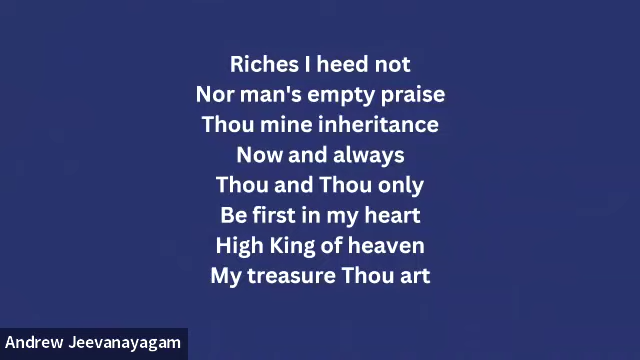 Riches I heed not
Nor man's empty praise
Thou mine inheritance
Now and always
Thou and Thou only
Be first in my heart
High King of heaven
My treasure Thou art
Andrew Jeevanayagam